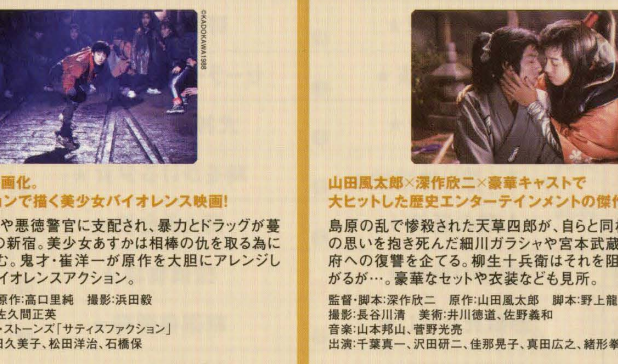 ©KADOKAWA1988
画化。
ョンで描く美少女バイオレンス映画!
や悪徳警官に支配され、暴力とドラッグが蔓
の新宿。美少女あすかは相棒の仇を取る為に
む。鬼才・崔洋一が原作を大胆にアレンジし
イオレンスアクション。
原作:高口里純 撮影:浜田毅
佐久間正英
・ストーンズ「サティスファクション」
田久美子、松田洋治、石橋保
山田風太郎×深作欣二×豪華キャストで
大ヒットした歴史エンターテインメントの傑作
島原の乱で惨殺された天草四郎が、自らと同
の思いを抱き死んだ細川ガラシャや宮本武蔵
府への復讐を企てる。柳生十兵衛はそれを阻
がるが…。豪華なセットや衣装なども見所。
監督・脚本:深作欣二 原作:山田風太郎 脚本:野上龍
撮影:長谷川清 美術:井川徳道、佐野義和
音楽:山本邦山、菅野光亮
出演:千葉真一、沢田研二、佳那晃子、真田広之、緒形拳